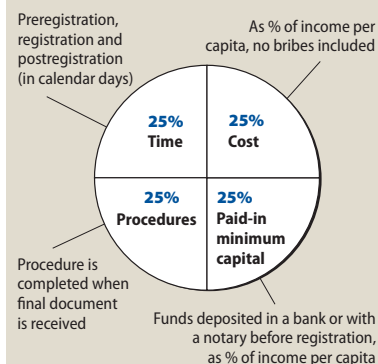 Preregistration,
registration and
postregistration
(in calendar days)
As % of income per
capita, no bribes included
25%
Time
25%
Cost
25%
Procedures
25%
Paid-in
minimum
capital
Procedure is
completed when
final document
is received
Funds deposited in a bank or with
a notary before registration,
as % of income per capita